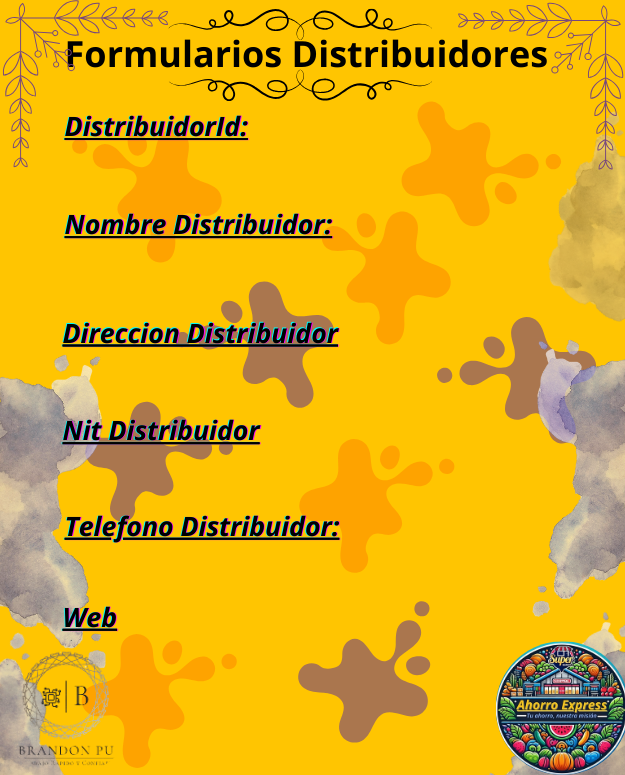 Formularios Distribuidores
DistribuidorId:
Nombre Distribuidor:
Direccion Distribuidor
Nit Distribuidor
Telefono Distribuidor:
Web
B
BRANDON PU
Super
Ahorro Express
Tu ahorro, nuestra misión